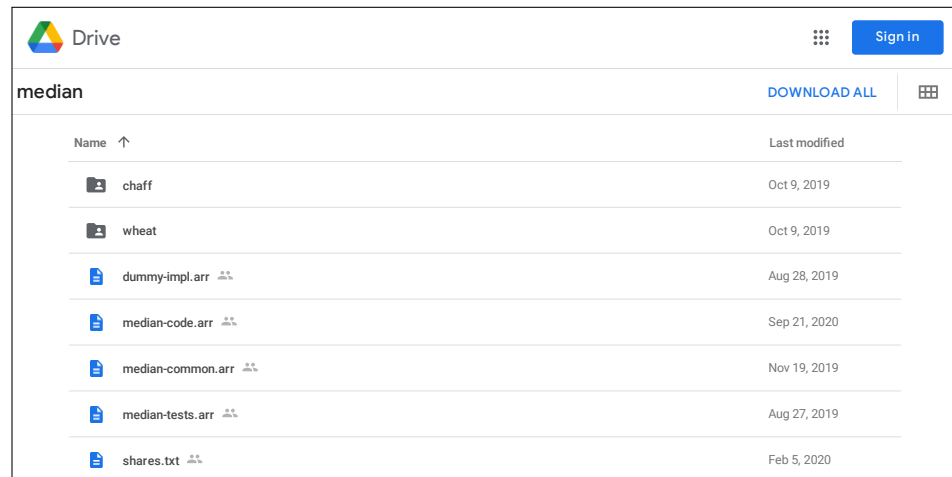 Drive Sign in
median DOWNLOAD ALL
Name Last modified
chaff Oct 9, 2019
wheat Oct 9, 2019
dummy-impl.arr Aug 28, 2019
median-code.arr Sep 21, 2020
median-common.arr Nov 19, 2019
median-tests.arr Aug 27, 2019
shares.txt Feb 5, 2020